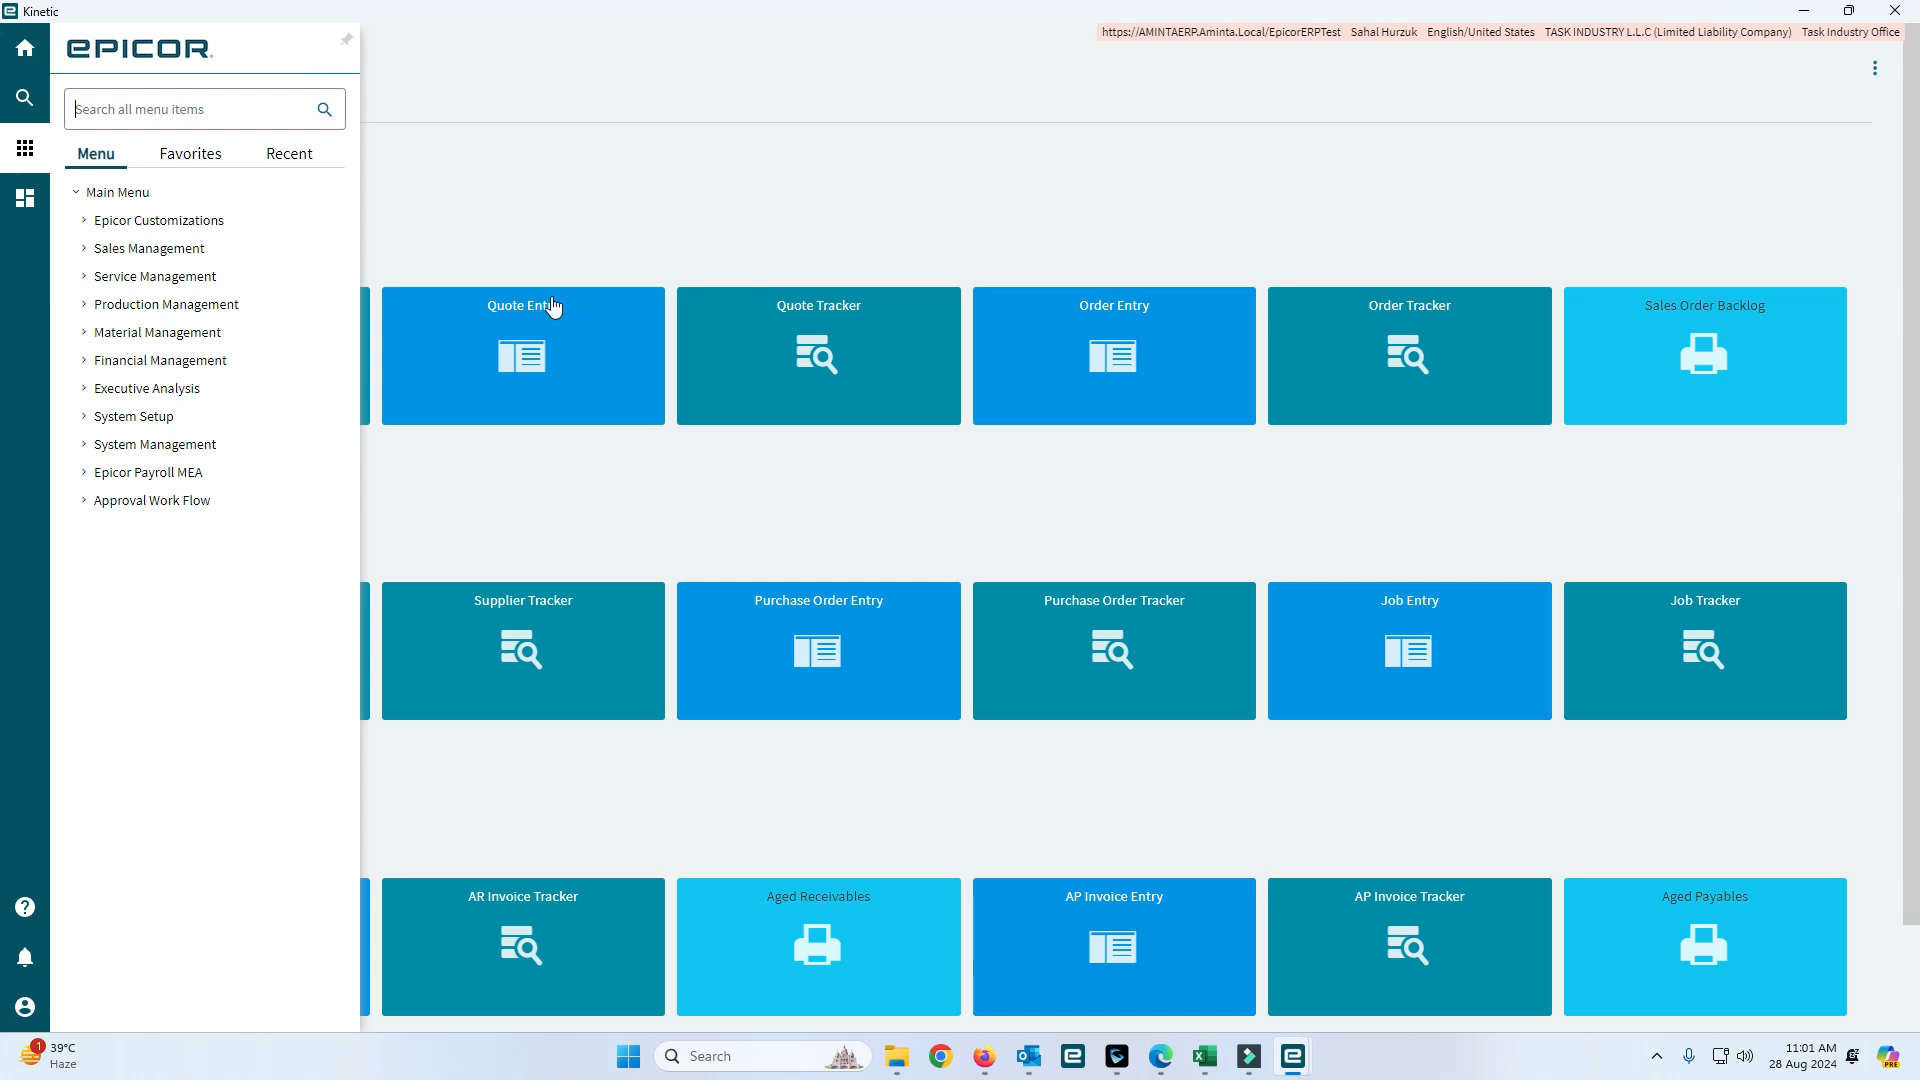 Kinetic
https://AMINTAERP.Aminta.Local/EpicorERPTest Sahal Hurzuk English/United States TASK INDUSTRY L.L.C (Limited Liability Company) Task Industry Office
EPICOR
Search all menu items
Menu Favorites Recent
Main Menu
Epicor Customizations
Sales Management
Service Management
Production Management
Material Management
Financial Management
Executive Analysis
System Setup
System Management
Epicor Payroll MEA
Approval Work Flow
Quote Tracker
Quote
Order Entry
Order Tracker
Sales Order Backlog
Supplier Tracker
Purchase Order Entry
Purchase Order Tracker
Job Entry
Job Tracker
AR Invoice Tracker
Aged Receivables
AP Invoice Entry
AP Invoice Tracker
Aged Payables
1
39°C
Haze
Search
11:01 AM
28 Aug 2024
PRE